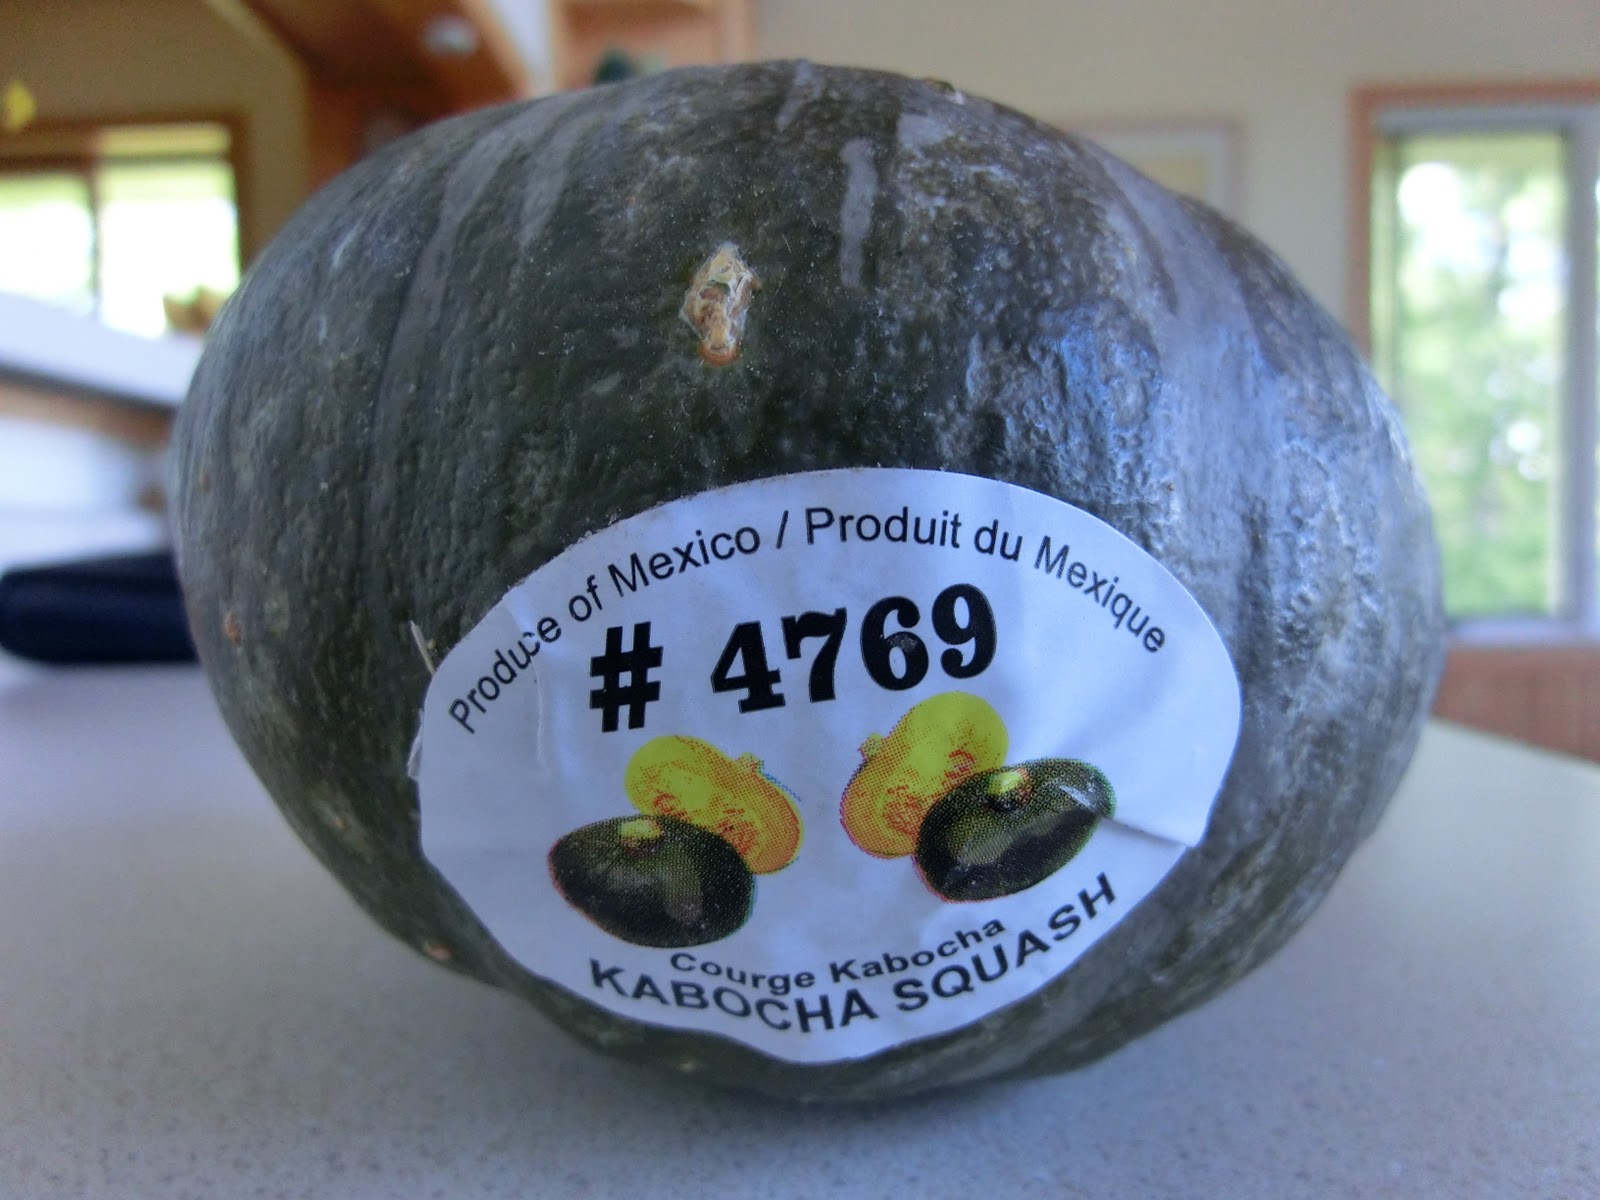 Produce of Mexico / Produit du Mexique
# 4769
Courge Kabocha
KABOCHA SQUASH